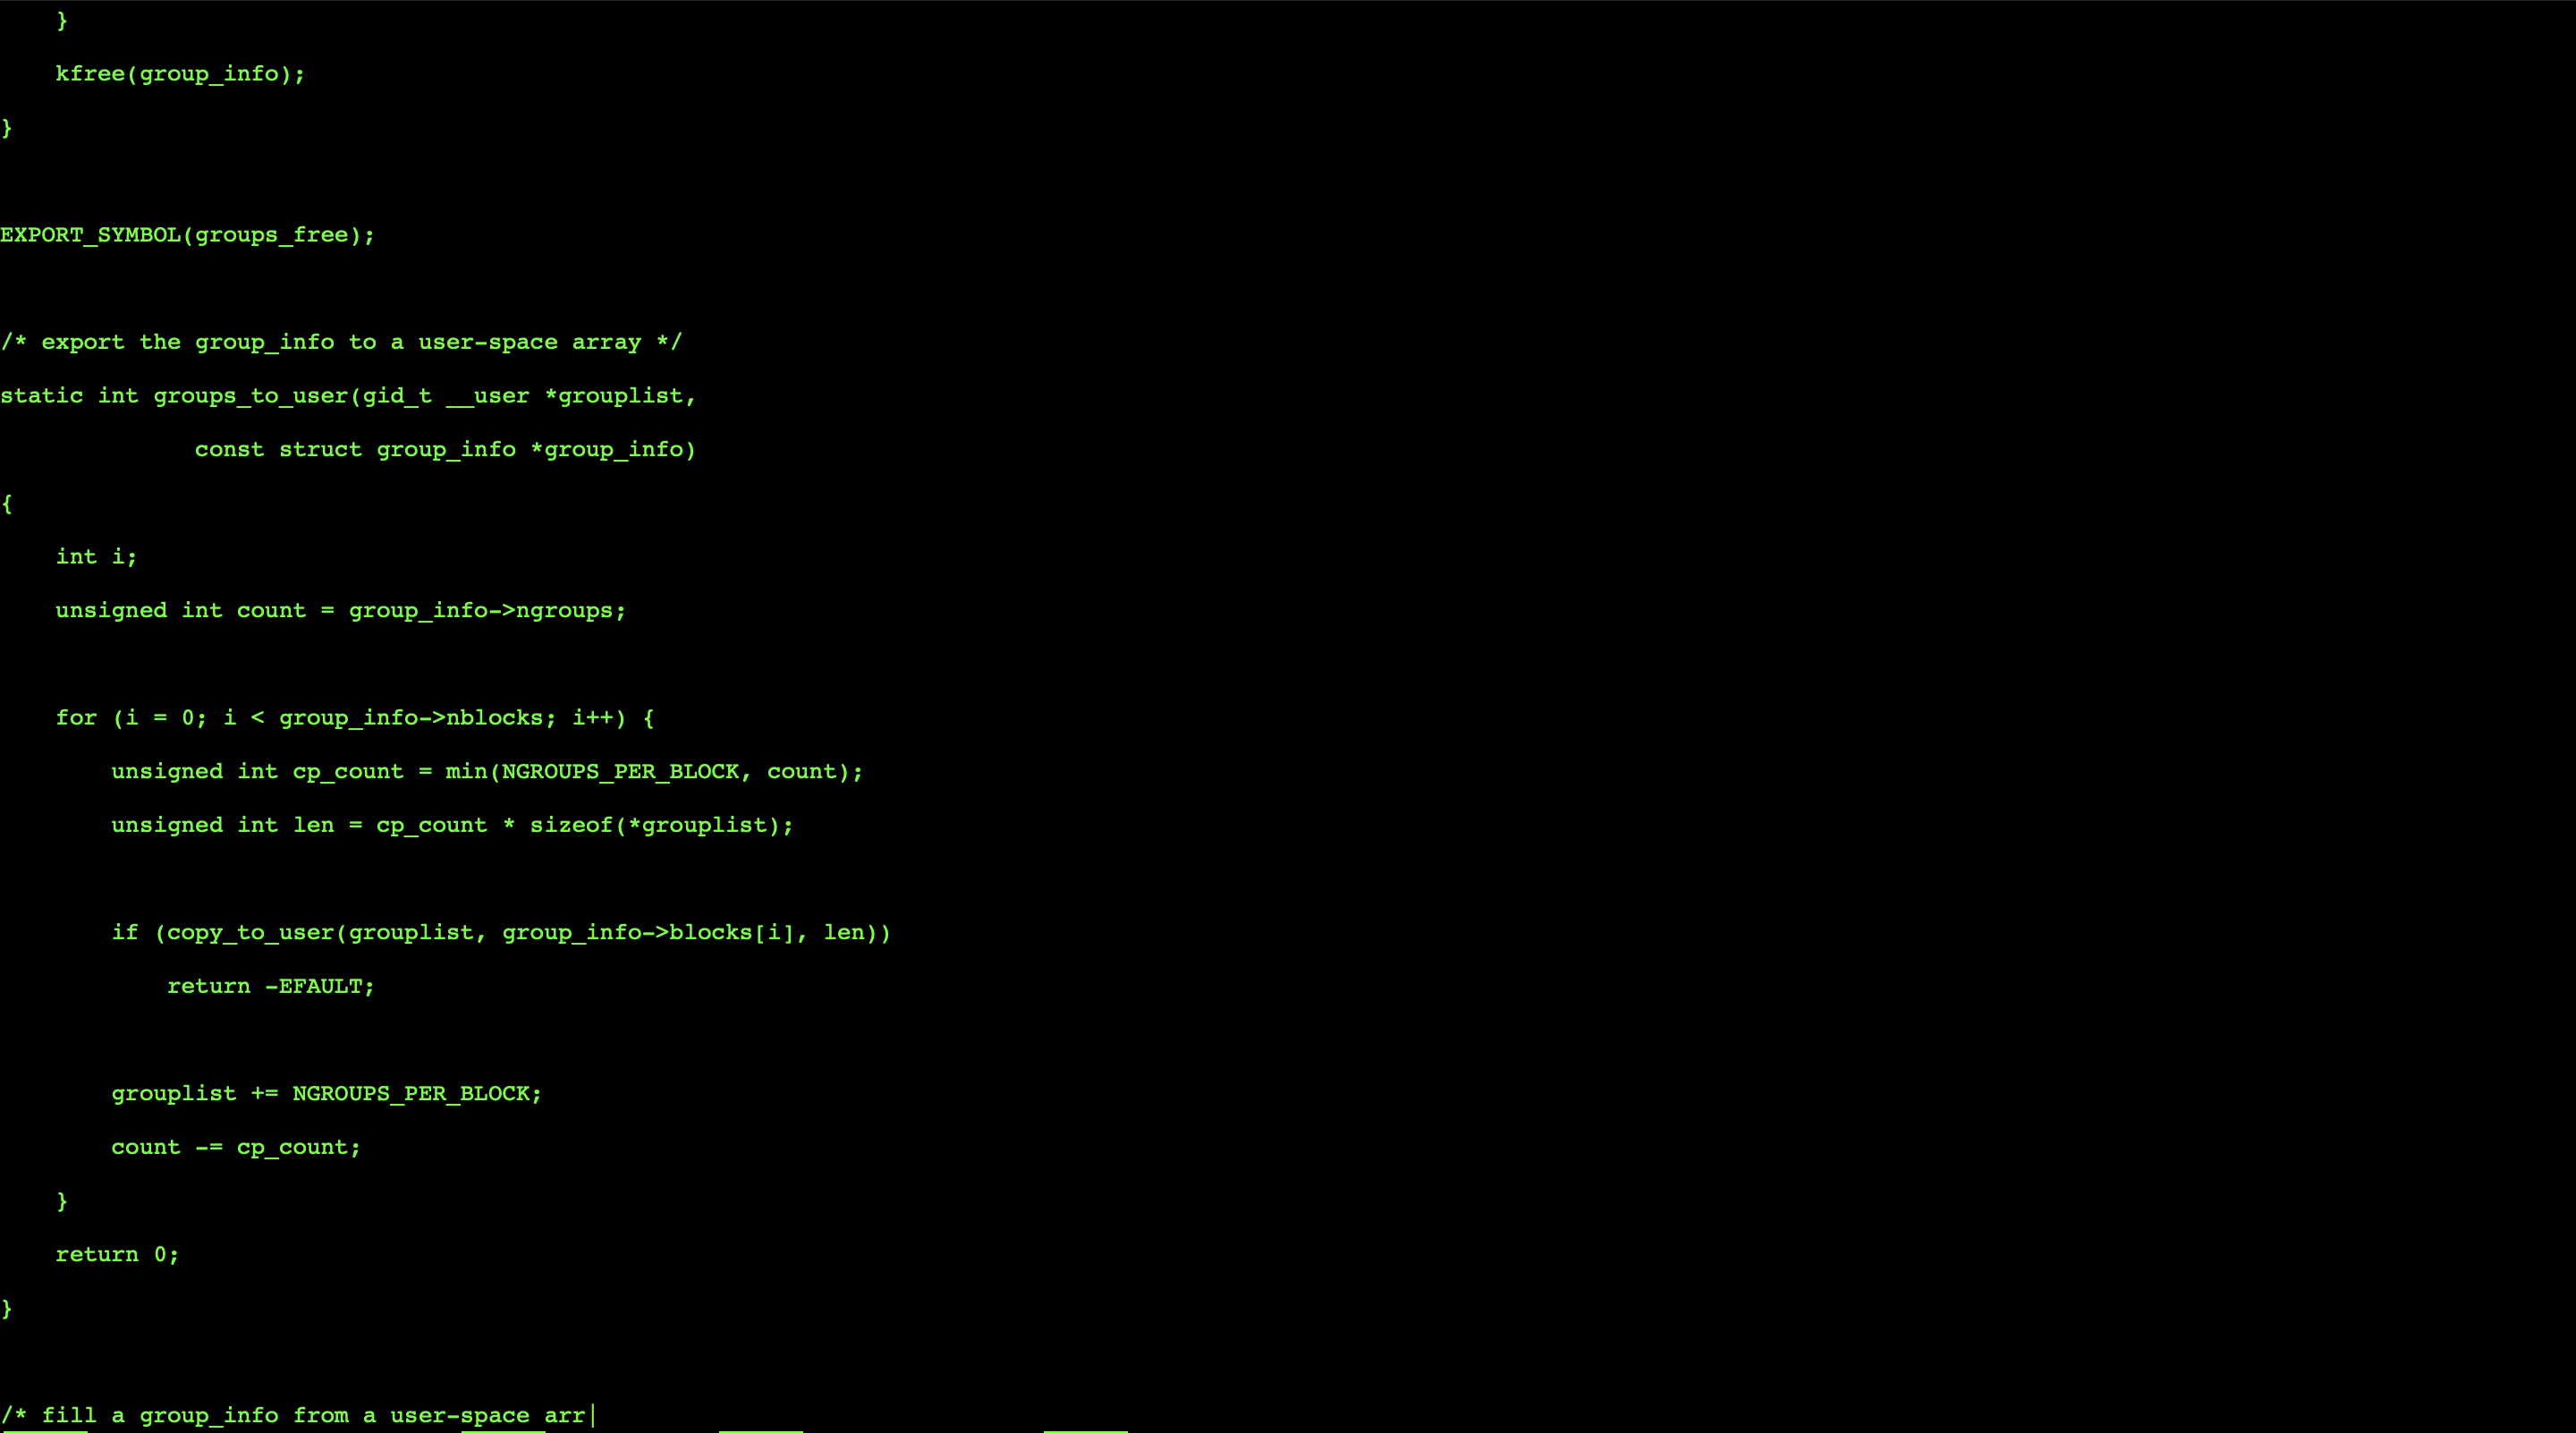 }
    kfree(group_info);
}
EXPORT_SYMBOL(groups_free);
/* export the group_info to a user-space array */
static int groups_to_user(gid_t __user *grouplist,
              const struct group_info *group_info)
{
    int i;
    unsigned int count = group_info->ngroups;
    for (i = 0; i < group_info->nblocks; i++) {
        unsigned int cp_count = min(NGROUPS_PER_BLOCK, count);
        unsigned int len = cp_count * sizeof(*grouplist);
        if (copy_to_user(grouplist, group_info->blocks[i], len))
            return -EFAULT;
        grouplist += NGROUPS_PER_BLOCK;
        count -= cp_count;
    }
    return 0;
}
/* fill a group_info from a user-space arr|